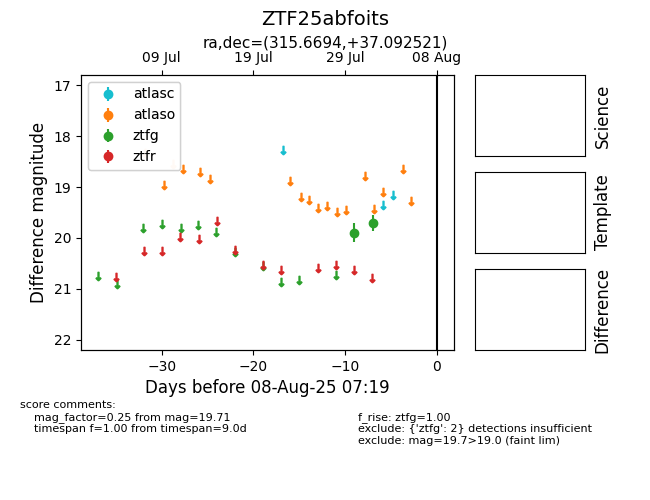 ZTF25abfoits
ra,dec=(315.6694,+37.092521)
09 Jul
19 Jul
29 Jul
08 Aug
atlasc
atlaso
ztfg
ztfr
17
18
19
20
21
22
Difference magnitude
−30
−20
−10
0
Days before 08-Aug-25 07:19
Science
Template
Difference
score comments:
mag_factor=0.25 from mag=19.71
timespan f=1.00 from timespan=9.0d
f_rise: ztfg=1.00
exclude: {'ztfg': 2} detections insufficient
exclude: mag=19.7>19.0 (faint lim)